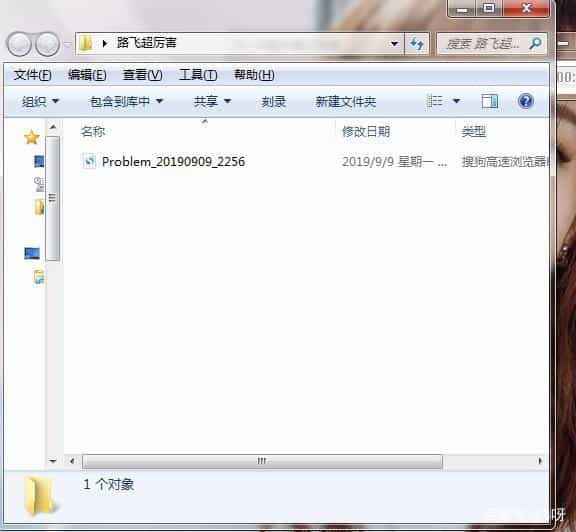 路飞超厉害
搜索 路飞超...
文件(F) 编辑(E) 查看(V) 工具(T) 帮助(H)
组织 包含到库中 共享 刻录 新建文件夹
00:
名称 修改日期 类型
Problem_20190909_2256 2019/9/9 星期一 ... 搜狗高速浏览器
1 个对象